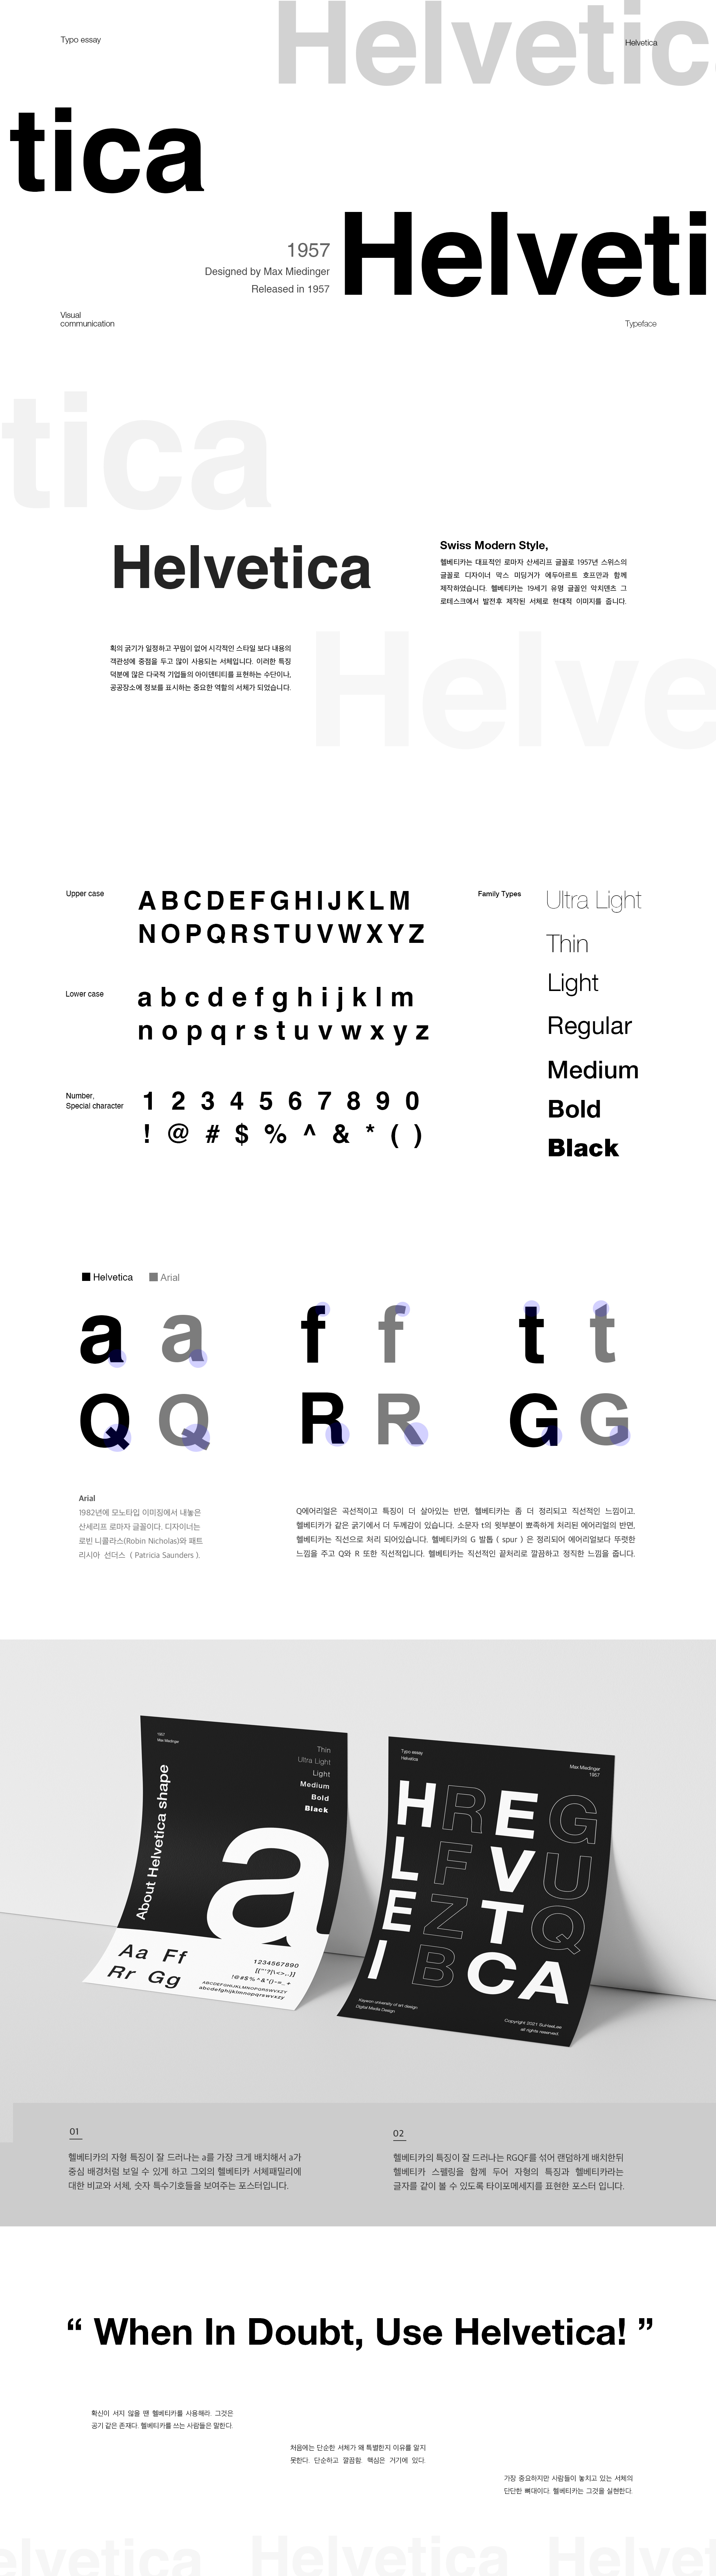 Helvetic
Typo essay
Helvetica
tica
Helveti
1957
Designed by Max Miedinger
Released in 1957
Visual
communication
Typeface
tica
Helvetica
Swiss Modern Style,
헬베티카는 대표적인 로마자 산세리프 글꼴로 1957년 스위스의
글꼴로 디자이너 막스 미딩거가 에두아르트 호프만과 함께
제작하였습니다. 헬베티카는 19세기 유명 글꼴인 악치덴츠 그
로테스크에서 발전후 제작된 서체로 현대적 이미지를 줍니다.
Helve
획의 굵기가 일정하고 꾸밈이 없어 시각적인 스타일 보다 내용의
객관성에 중점을 두고 많이 사용되는 서체입니다. 이러한 특징
덕분에 많은 다국적 기업들의 아이덴티티를 표현하는 수단이나,
공공장소에 정보를 표시하는 중요한 역할의 서체가 되었습니다.
Upper case
A B C D E F G H I J K L M
N O P Q R S T U V W X Y Z
Lower case
a b c d e f g h i j k l m
n o p q r s t u v w x y z
Number,
Special character
1 2 3 4 5 6 7 8 9 0
! @ # $ % ^ & * ( )
Family Types
Ultra Light
Thin
Light
Regular
Medium
Bold
Black
Helvetica Arial
a a f f t t
Q Q R R G G
Arial
1982년에 모노타입 이미징에서 내놓은
산세리프 로마자 글꼴이다. 디자이너는
로빈 니콜라스(Robin Nicholas)와 패트
리시아 선더스 ( Patricia Saunders ).
Q에어리얼은 곡선적이고 특징이 더 살아있는 반면, 헬베티카는 좀 더 정리되고 직선적인 느낌이고.
헬베티카가 같은 굵기에서 더 두께감이 있습니다. 소문자 t의 윗부분이 뾰족하게 처리된 에어리얼의 반면,
헬베티카는 직선으로 처리 되어있습니다. 헬베티카의 G 발톱 ( spur ) 은 정리되어 에어리얼보다 뚜렷한
느낌을 주고 Q와 R 또한 직선적입니다. 헬베티카는 직선적인 끝처리로 깔끔하고 정직한 느낌을 줍니다.
1957
Max Miedinger
Thin
Ultra Light
Light
Medium
Bold
Black
About Helvetica shape
a
Aa Ff
Rr Gg
1234567890
ABCDEFGHIJKLMNOPQRSWVXZY
abcdefghijklmnopqrswvxzy
Typo essay
Helvetica
Max Miedinger
1957
H R E G
L F V U
E Z T Q
I B C A
Digital Media Design
Copyright 2021.
all rights reserved.
01
헬베티카의 자형 특징이 잘 드러나는 a를 가장 크게 배치해서 a가
중심 배경처럼 보일 수 있게 하고 그외의 헬베티카 서체패밀리에
대한 비교와 서체, 숫자 특수기호들을 보여주는 포스터입니다.
02
헬베티카의 특징이 잘 드러나는 RGQF를 섞어 랜덤하게 배치한뒤
헬베티카 스펠링을 함께 두어 자형의 특징과 헬베티카라는
글자를 같이 볼 수 있도록 타이포메세지를 표현한 포스터 입니다.
“ When In Doubt, Use Helvetica! ”
확신이 서지 않을 땐 헬베티카를 사용해라. 그것은
공기 같은 존재다. 헬베티카를 쓰는 사람들은 말한다.
처음에는 단순한 서체가 왜 특별한지 이유를 알지
못한다. 단순하고 깔끔함. 핵심은 거기에 있다.
가장 중요하지만 사람들이 놓치고 있는 서체의
단단한 뼈대이다. 헬베티카는 그것을 실현한다.
elvetica Helvetica Helvet